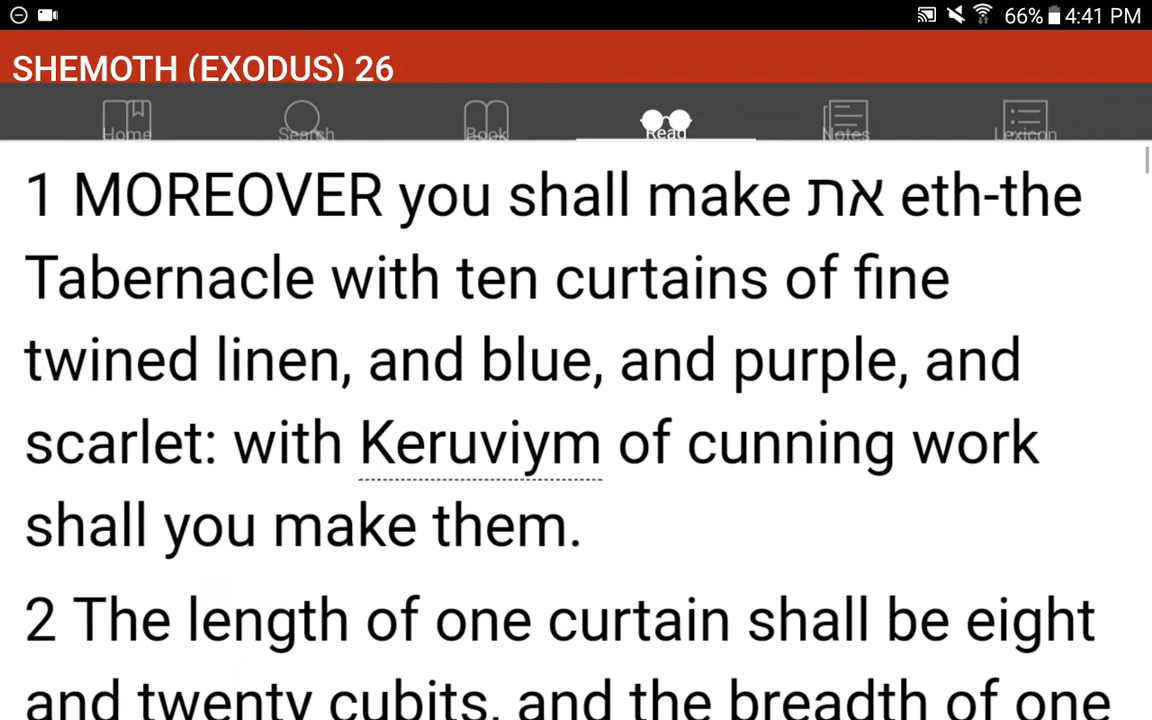 66% 4:41 PM
SHEMOTH (EXODUS) 26
Home Search Book Read Notes Lexicon
1 MOREOVER you shall make את eth-the
Tabernacle with ten curtains of fine
twined linen, and blue, and purple, and
scarlet: with Keruviym of cunning work
shall you make them.
2 The length of one curtain shall be eight
and twenty cubits, and the breadth of one